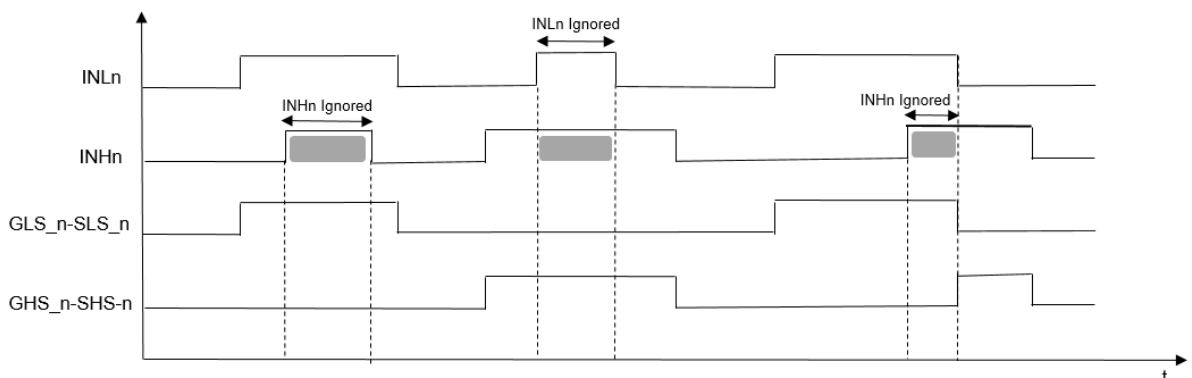 INLn Ignored
INLn
INHn Ignored
INHn Ignored
INHn
GLS_n-SLS_n
GHS_n-SHS-n
t